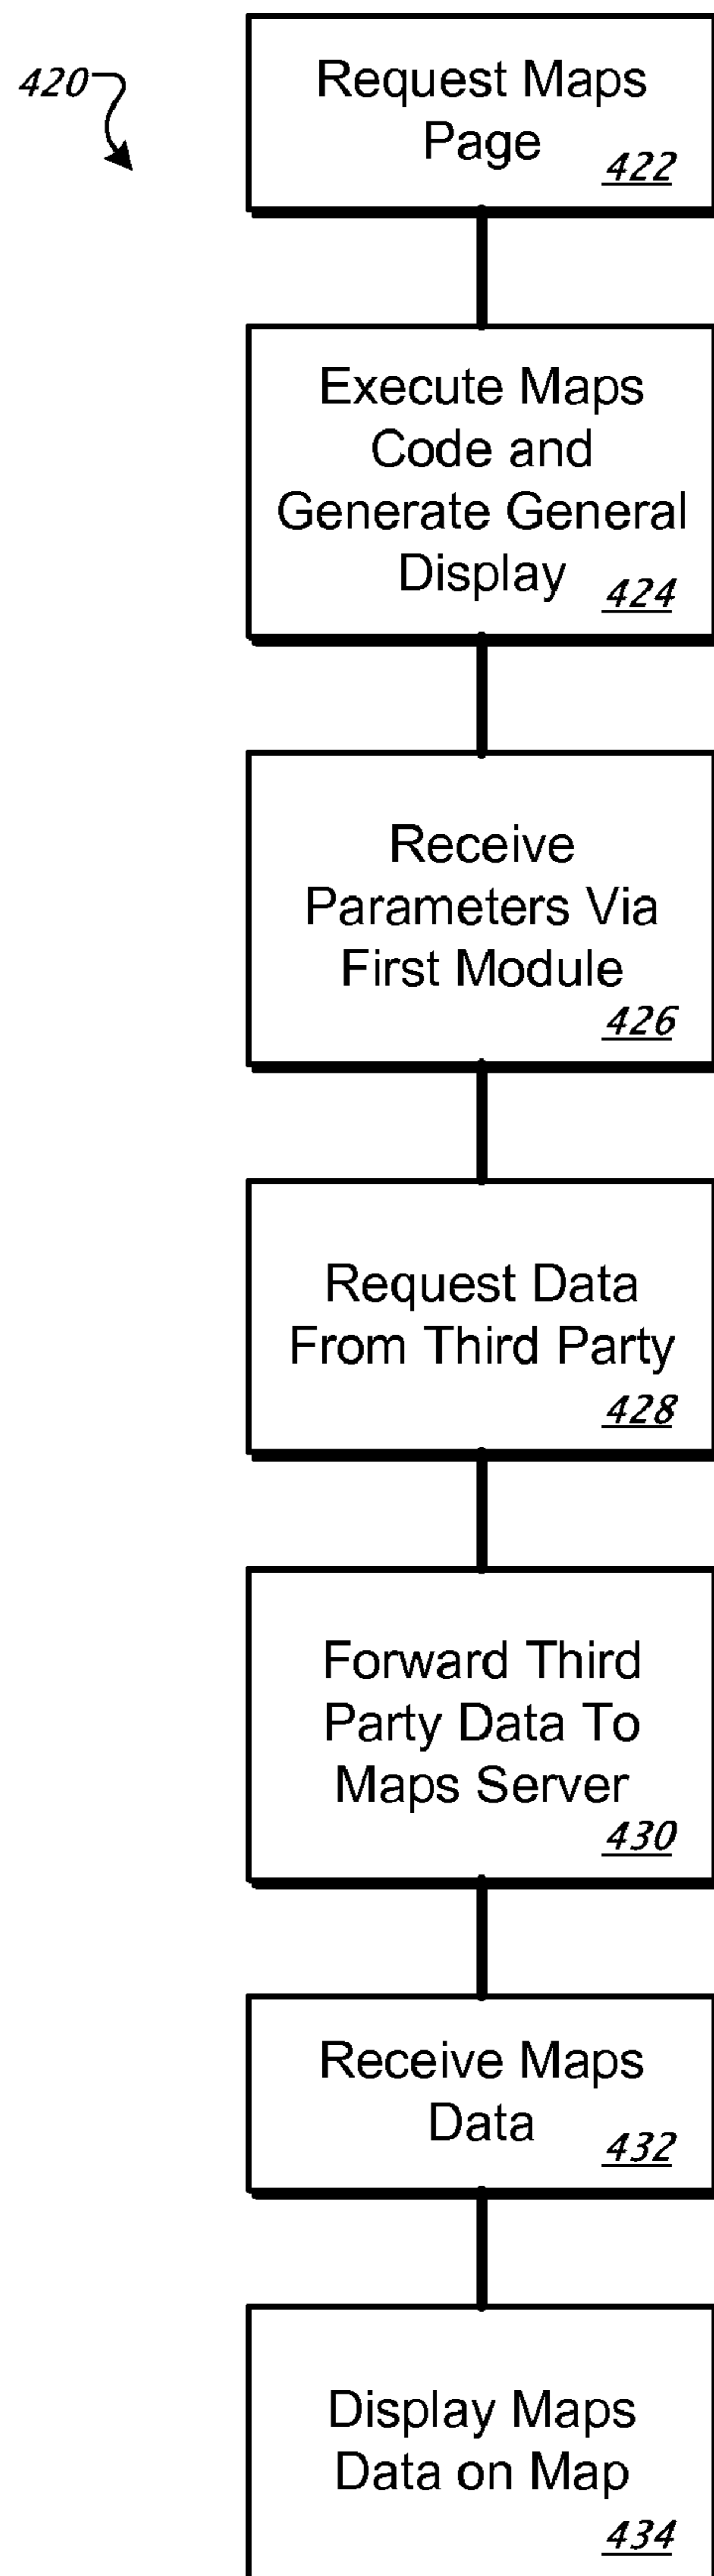 420
Request Maps
Page
422
Execute Maps
Code and
Generate General
Display
424
Receive
Parameters Via
First Module
426
Request Data
From Third Party
428
Forward Third
Party Data To
Maps Server
430
Receive Maps
Data
432
Display Maps
Data on Map
434